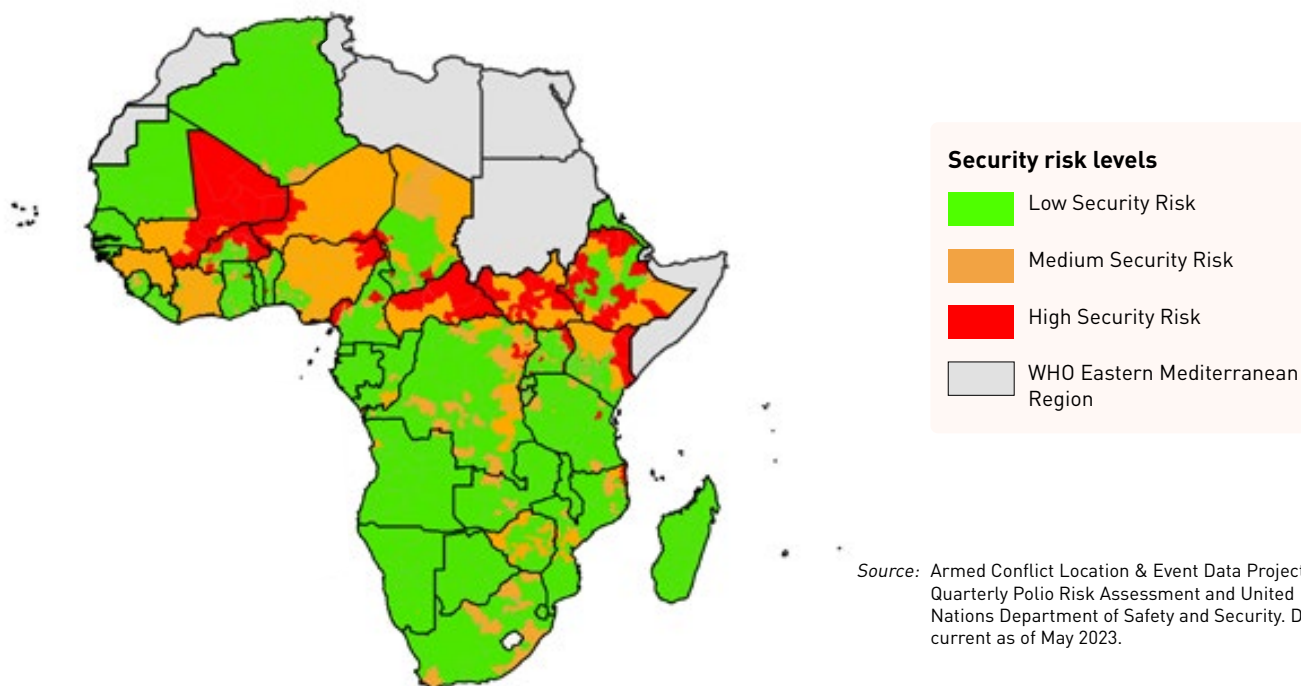 Security risk levels
Low Security Risk
Medium Security Risk
High Security Risk
WHO Eastern Mediterranean
Region
Source: Armed Conflict Location & Event Data Project
Quarterly Polio Risk Assessment and United
Nations Department of Safety and Security. D
current as of May 2023.